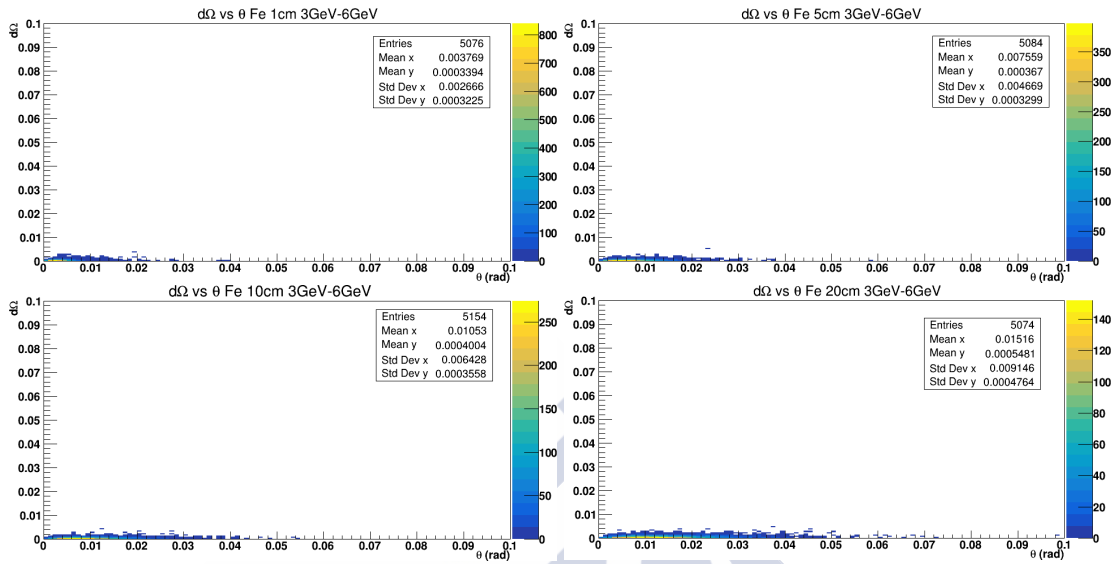 dΩ vs θ Fe 1cm 3GeV-6GeV
dΩ
0.1
0.09
0.08
0.07
0.06
0.05
0.04
0.03
0.02
0.01
0
0 0.01 0.02 0.03 0.04 0.05 0.06 0.07 0.08 0.09 0.1
θ (rad)
Entries 5076
Mean x 0.003769
Mean y 0.0003394
Std Dev x 0.002666
Std Dev y 0.0003225
800
700
600
500
400
300
200
100
0
dΩ vs θ Fe 5cm 3GeV-6GeV
dΩ
0.1
0.09
0.08
0.07
0.06
0.05
0.04
0.03
0.02
0.01
0
0 0.01 0.02 0.03 0.04 0.05 0.06 0.07 0.08 0.09 0.1
θ (rad)
Entries 5084
Mean x 0.007559
Mean y 0.000367
Std Dev x 0.004669
Std Dev y 0.0003299
350
300
250
200
150
100
50
0
dΩ vs θ Fe 10cm 3GeV-6GeV
dΩ
0.1
0.09
0.08
0.07
0.06
0.05
0.04
0.03
0.02
0.01
0
0 0.01 0.02 0.03 0.04 0.05 0.06 0.07 0.08 0.09 0.1
θ (rad)
Entries 5154
Mean x 0.01053
Mean y 0.0004004
Std Dev x 0.006428
Std Dev y 0.0003558
250
200
150
100
50
0
dΩ vs θ Fe 20cm 3GeV-6GeV
dΩ
0.1
0.09
0.08
0.07
0.06
0.05
0.04
0.03
0.02
0.01
0
0 0.01 0.02 0.03 0.04 0.05 0.06 0.07 0.08 0.09 0.1
θ (rad)
Entries 5074
Mean x 0.01516
Mean y 0.0005481
Std Dev x 0.009146
Std Dev y 0.0004764
140
120
100
80
60
40
20
0